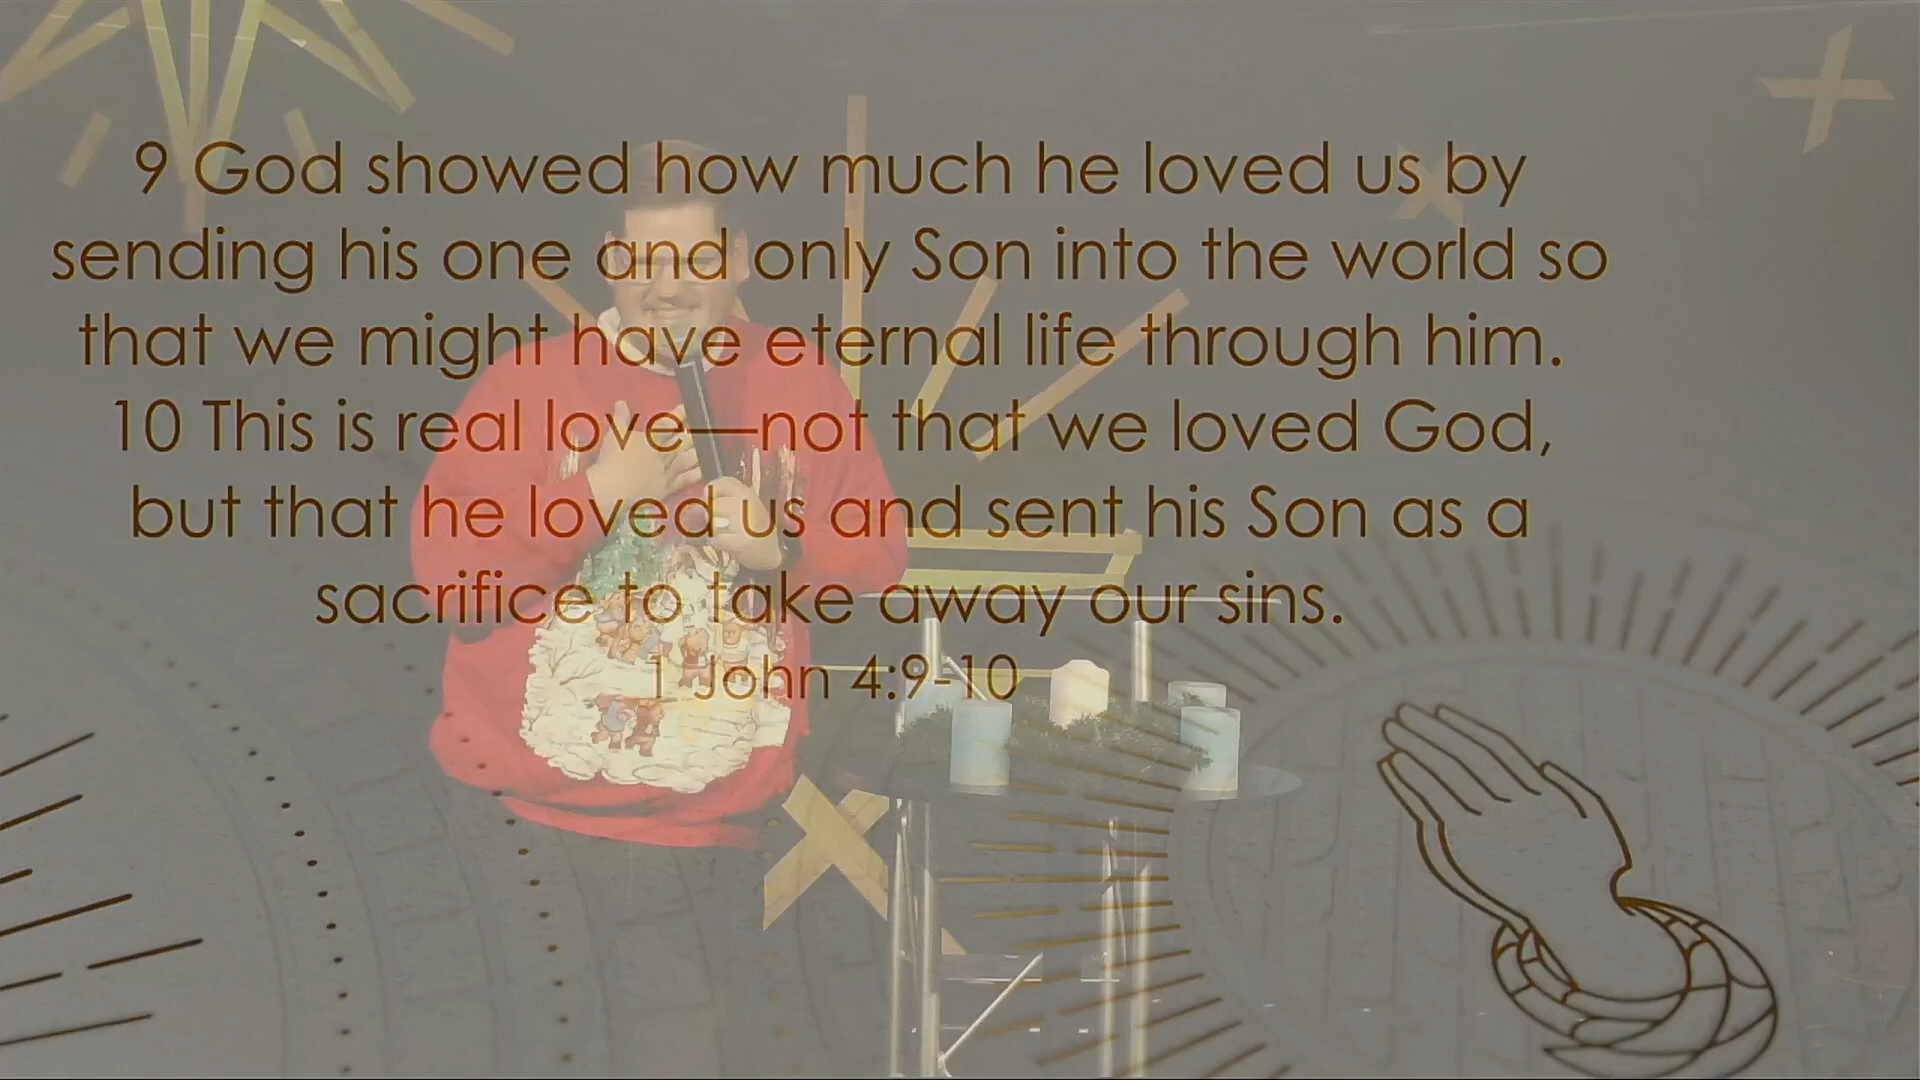 9 God showed how much he loved us by
sending his one and only Son into the world so
that we might have eternal life through him.
10 This is real love—not that we loved God,
but that he loved us and sent his Son as a
sacrifice to take away our sins.
1 John 4:9-10